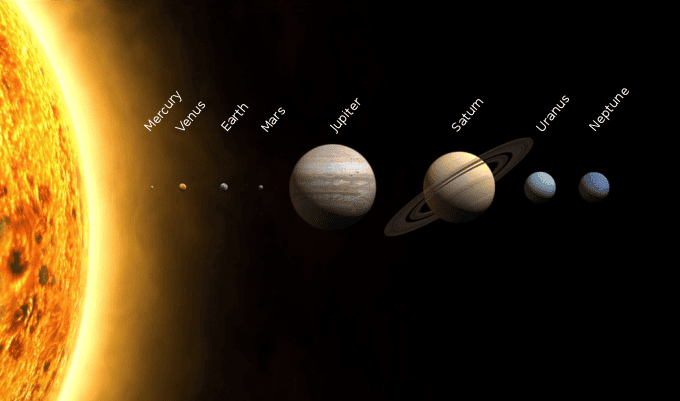 Mercury
Venus
Earth
Mars
Jupiter
Saturn
Uranus
Neptune